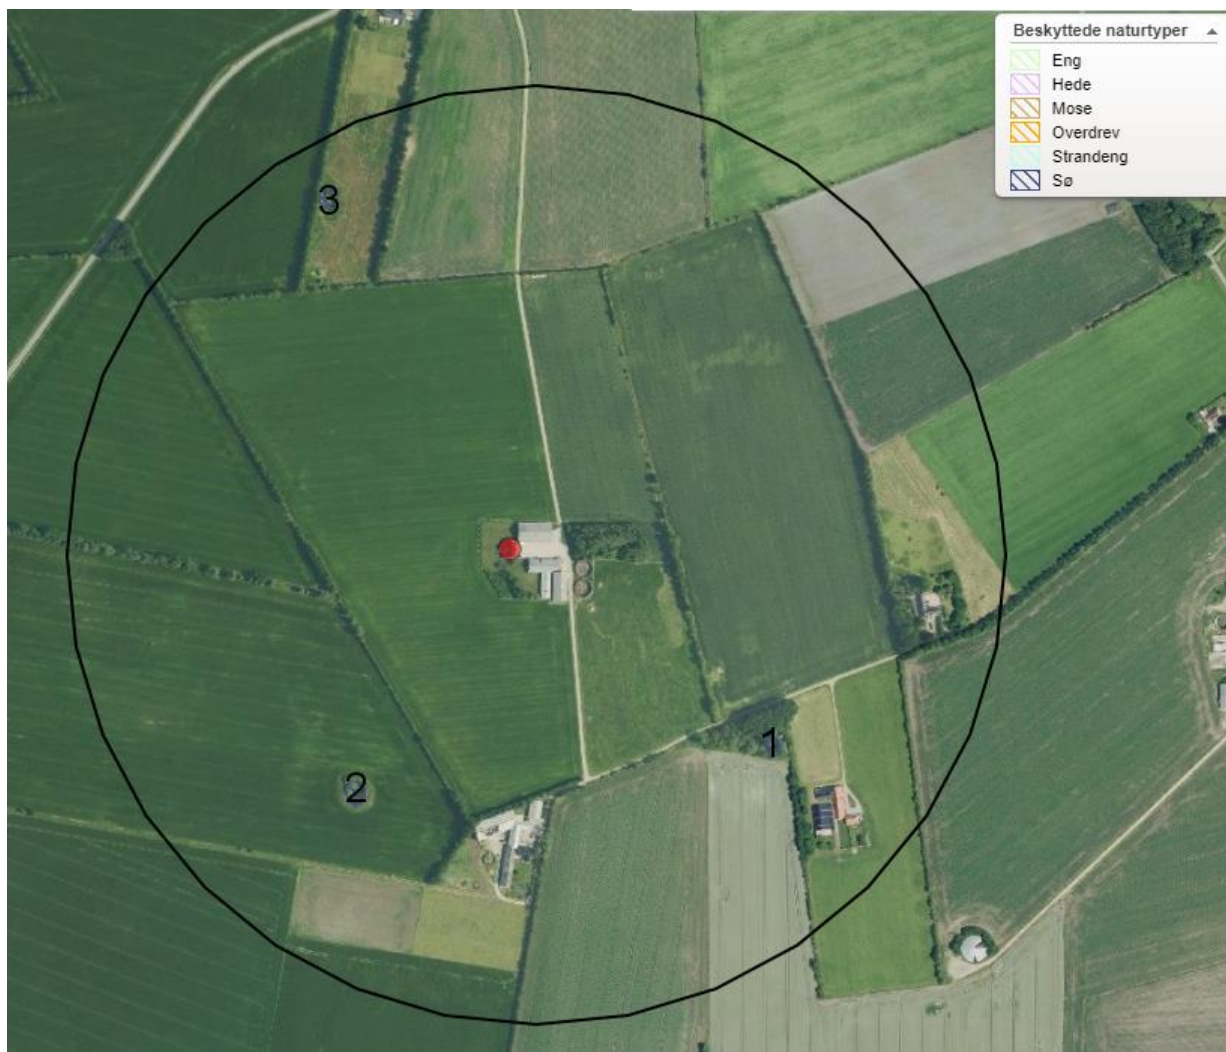 Beskyttede naturtyper
Eng
Hede
Mose
Overdrev
Strandeng
Sø
3
1
2